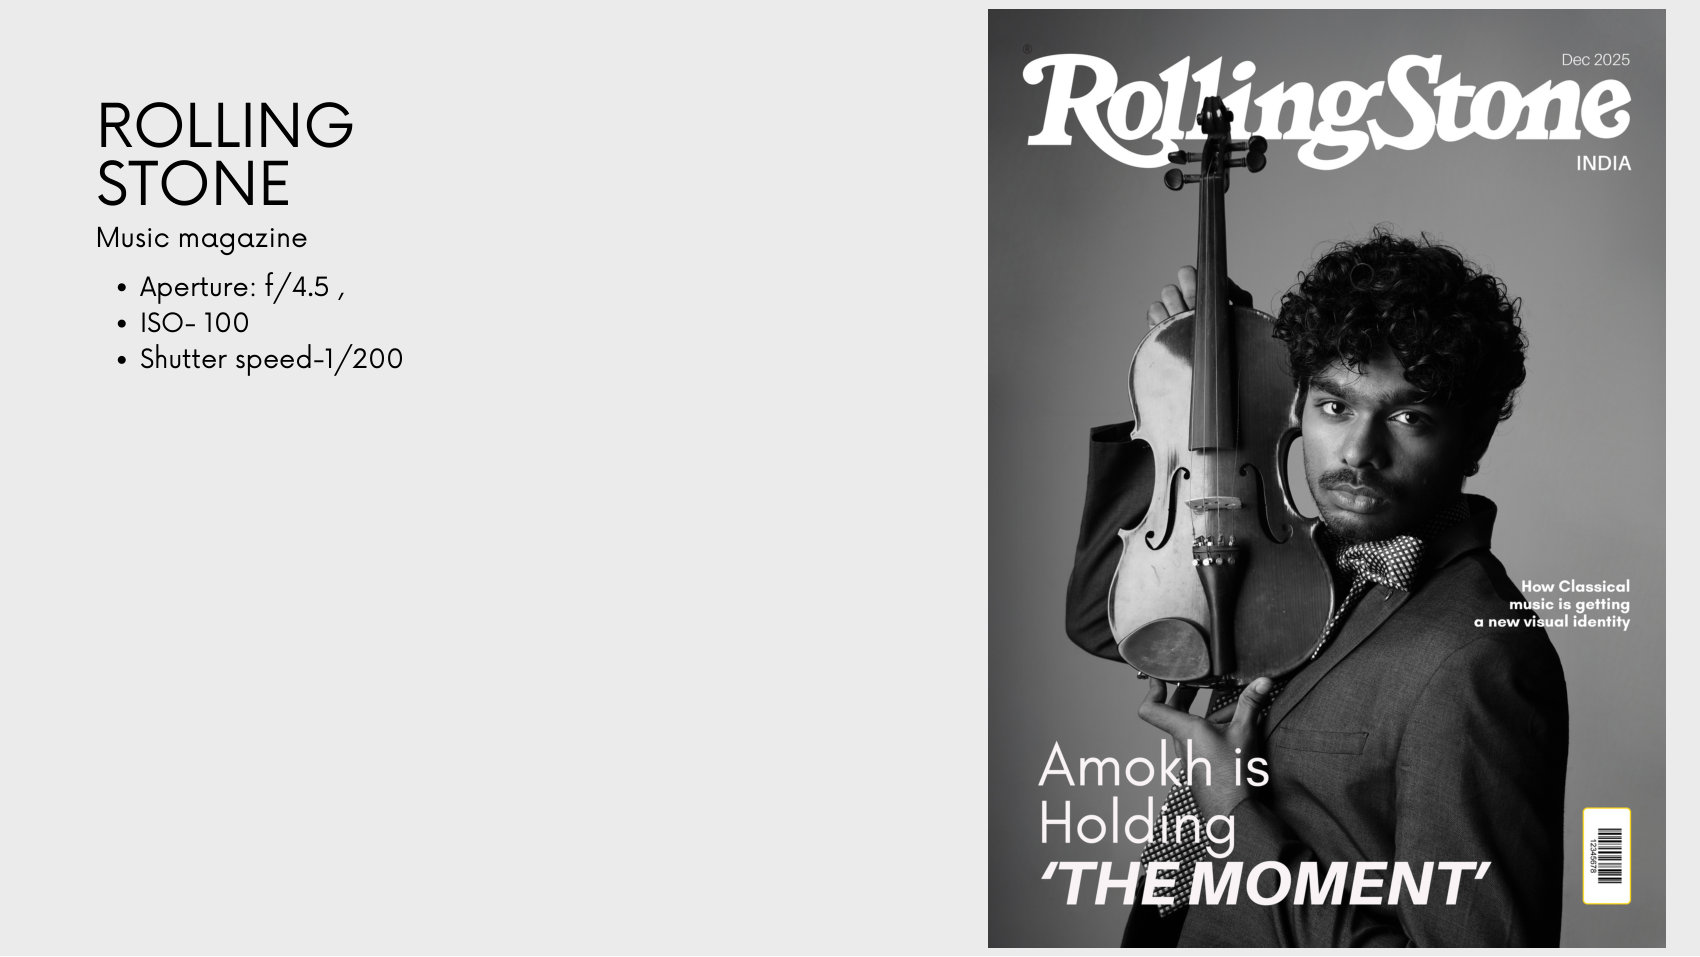 ROLLING
STONE
Music magazine
• Aperture: f/4.5 ,
• ISO- 100
• Shutter speed-1/200
®
Dec 2025
RollingStone
INDIA
How Classical
music is getting
a new visual identity
Amokh is
Holding
‘THE MOMENT’
12345678